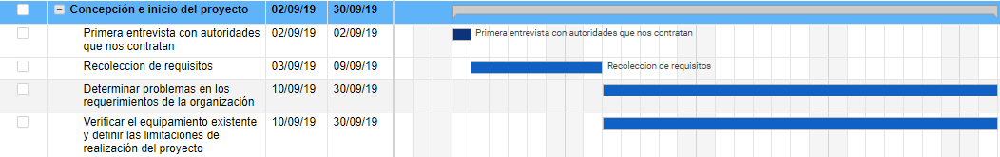 Concepción e inicio del proyecto 02/09/19 30/09/19
Primera entrevista con autoridades 02/09/19 02/09/19 Primera entrevista con autoridades que nos contratan
que nos contratan
Recoleccion de requisitos 03/09/19 09/09/19 Recoleccion de requisitos
Determinar problemas en los 10/09/19 30/09/19
requerimientos de la organización
Verificar el equipamiento existente 10/09/19 30/09/19
y definir las limitaciones de
realización del proyecto